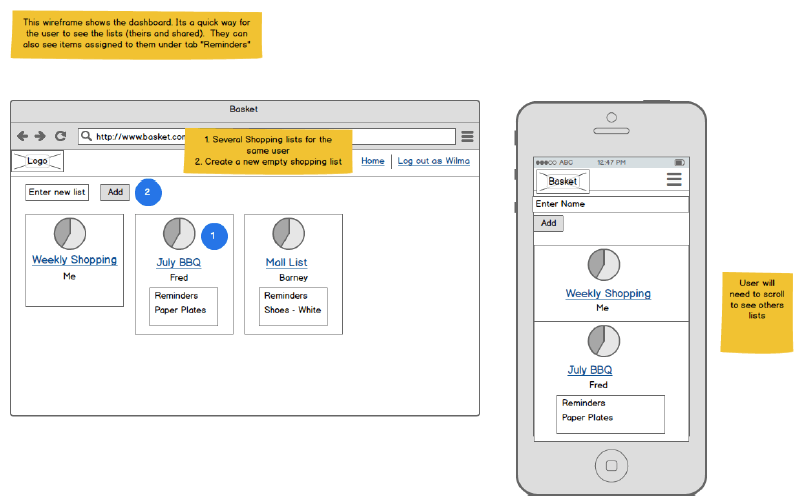 This wireframe shows the dashboard. Its a quick way for
the user to see the lists (theirs and shared). They can
also see items assigned to them under tab "Reminders"
Basket
http://www.basket.con
1. Several Shopping lists for the
same user
2. Create a new empty shopping list
Logo
Home
Log out as Wilma
Enter new list
Add
2
1
Weekly Shopping
Me
July BBQ
Fred
Reminders
Paper Plates
Mall List
Barney
Reminders
Shoes - White
ABC
12:47 PM
Basket
Enter Name
Add
Weekly Shopping
Me
July BBQ
Fred
Reminders
Paper Plates
User will
need to scroll
to see others
lists